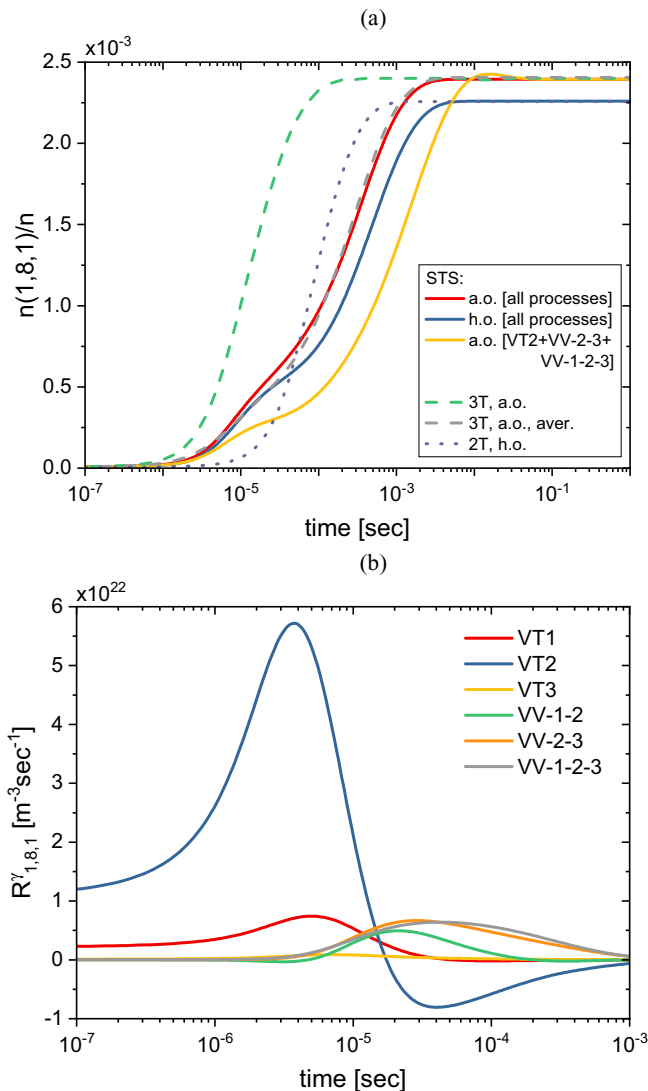 (a)
x10⁻³
2.5
2.0
1.5
1.0
0.5
0.0
n(1,8,1)/n
STS:
a.o. [all processes]
h.o. [all processes]
a.o. [VT2+VV-2-3+
VV-1-2-3]
3T, a.o.
3T, a.o., aver.
2T, h.o.
10⁻⁷ 10⁻⁵ 10⁻³ 10⁻¹
time [sec]
(b)
x10²²
6
5
4
3
2
1
0
-1
R^γ_1,8,1 [m⁻³sec⁻¹]
VT1
VT2
VT3
VV-1-2
VV-2-3
VV-1-2-3
10⁻⁷ 10⁻⁶ 10⁻⁵ 10⁻⁴ 10⁻³
time [sec]